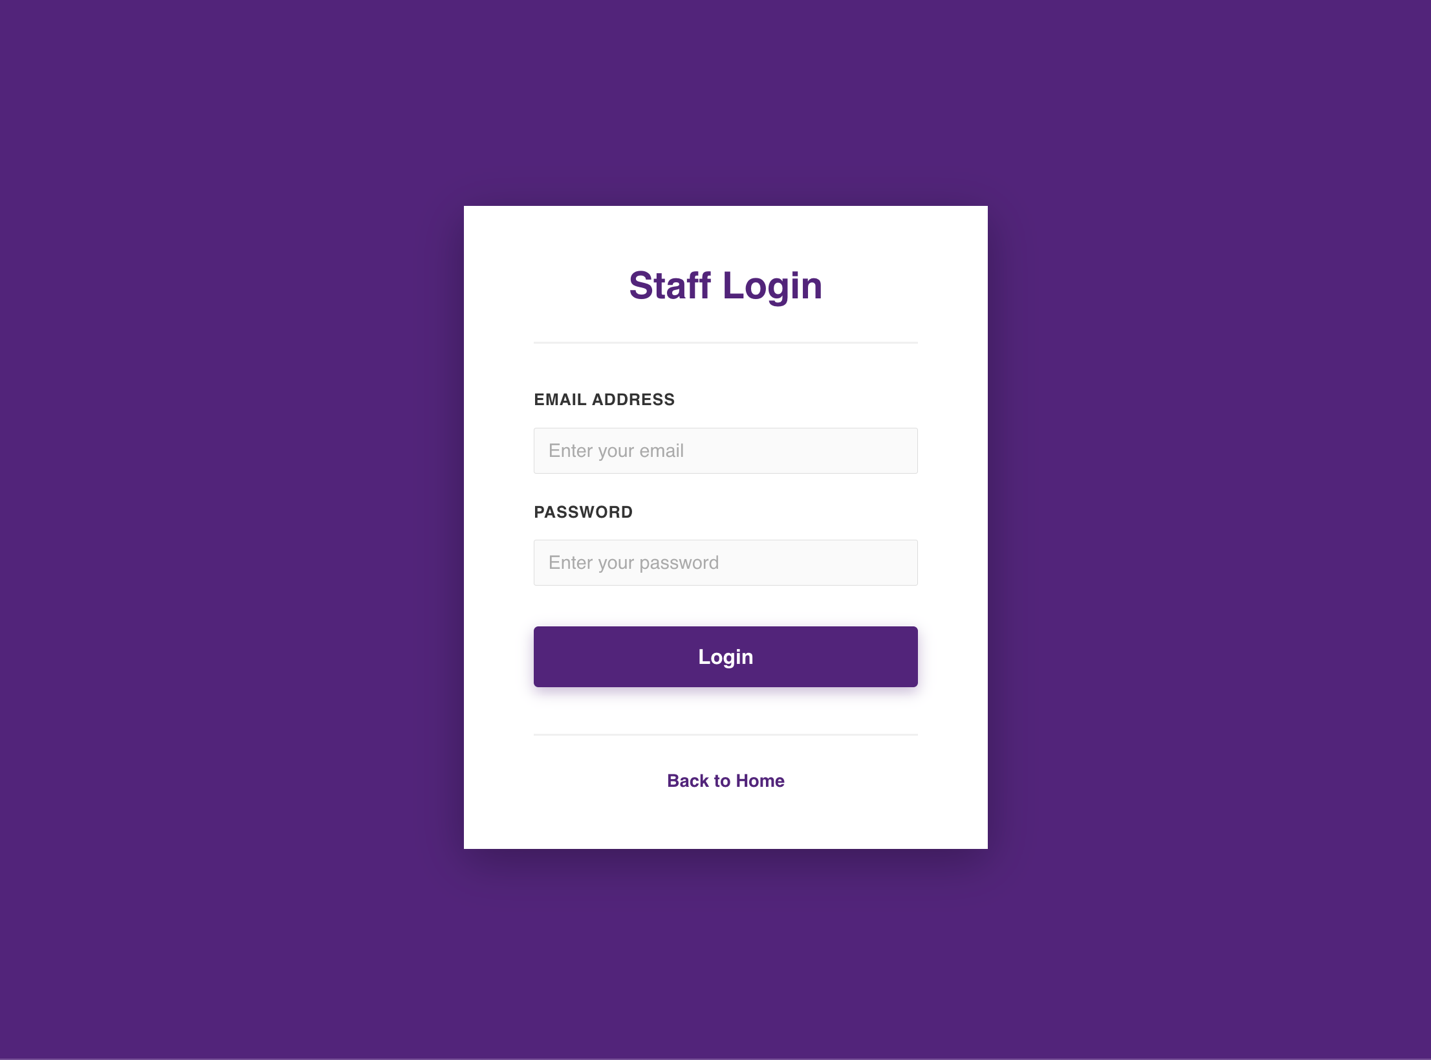 Staff Login
EMAIL ADDRESS
Enter your email
PASSWORD
Enter your password
Login
Back to Home